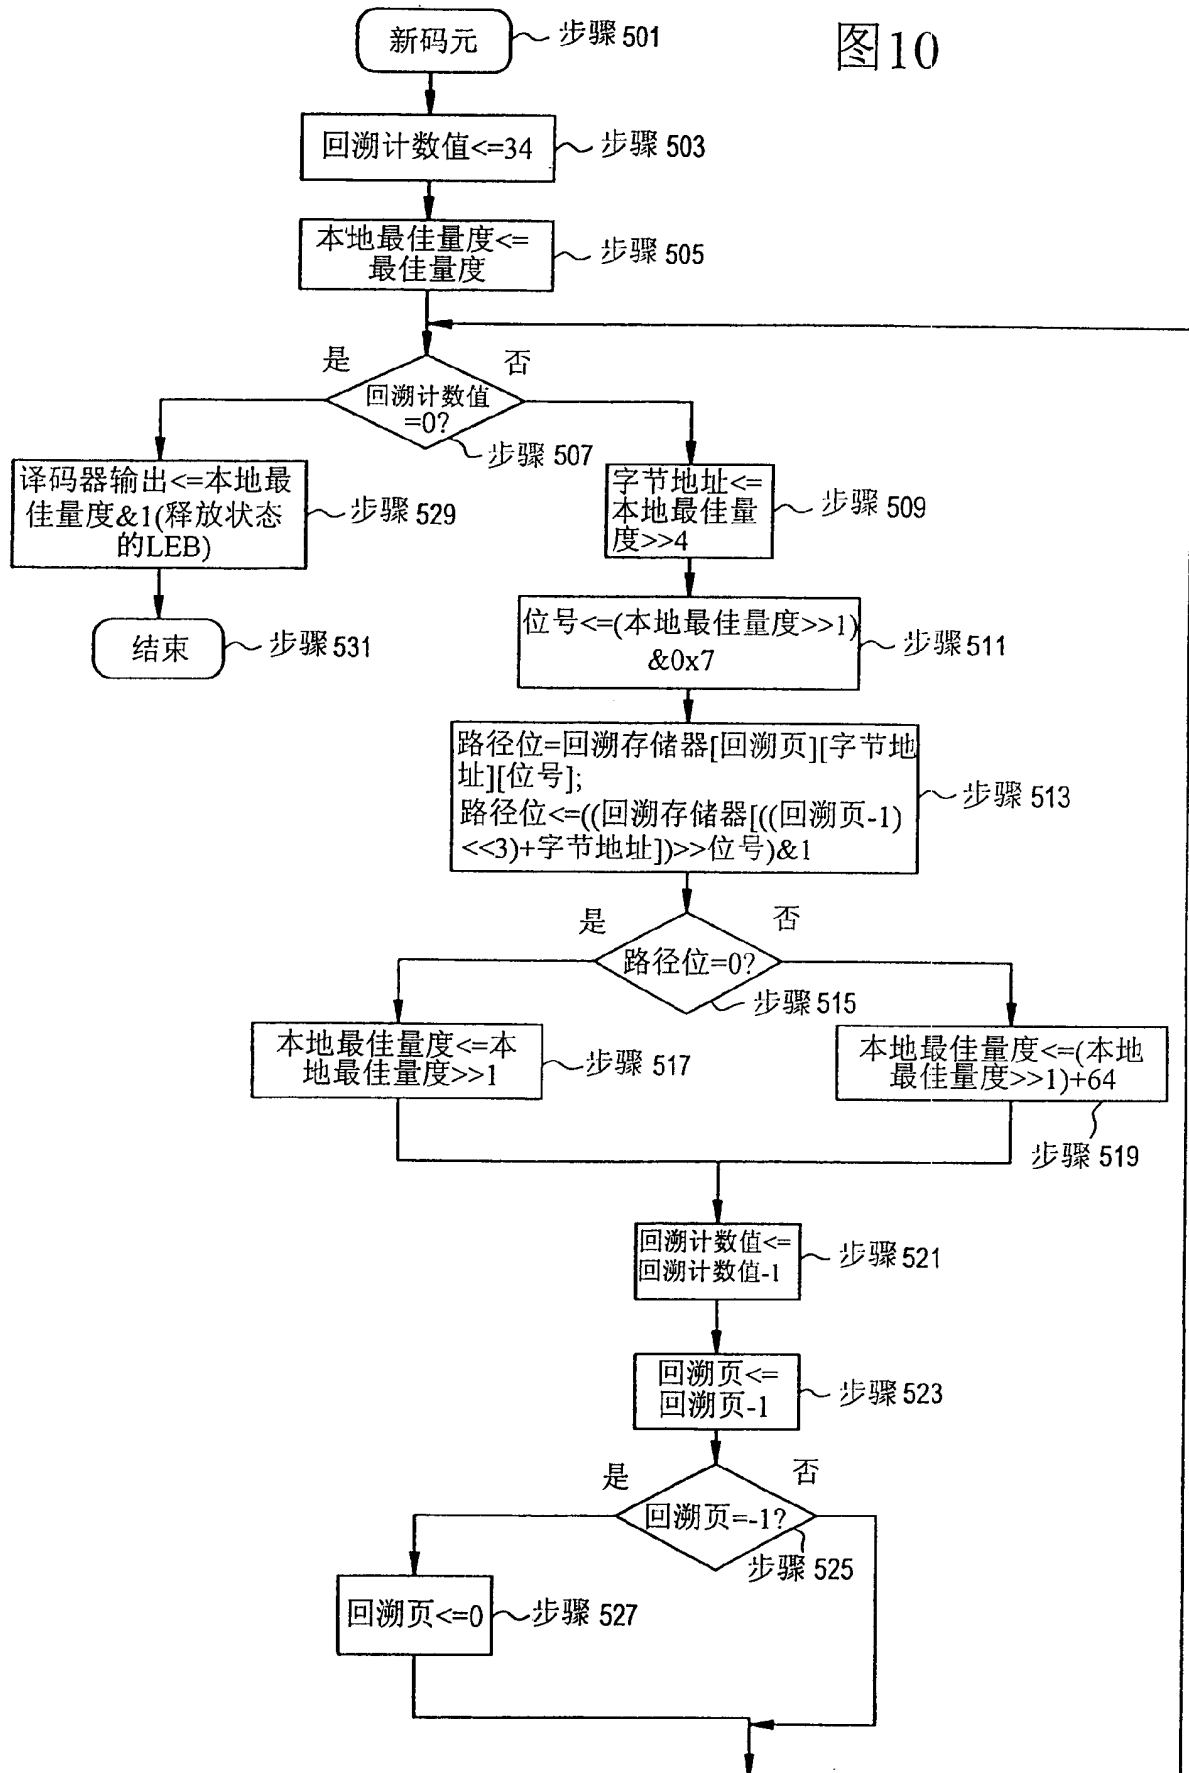 图10
新码元
步骤501
回溯计数值<=34
步骤 503
本地最佳量度<=
最佳量度
步骤 505
是
否
回溯计数值
=0?
步骤 507
译码器输出<=本地最
佳量度&1(释放状态
的LEB)
步骤 529
字节地址<=
本地最佳量
度>>4
步骤 509
结束
步骤 531
位号<=(本地最佳量度>>1)
&0x7
步骤 511
路径位=回溯存储器[回溯页][字节地
址][位号];
路径位<=((回溯存储器[((回溯页-1)
<<3)+字节地址])>>位号)&1
步骤 513
是
否
路径位=0?
步骤515
本地最佳量度<=本
地最佳量度>>1
步骤 517
本地最佳量度<=(本地
最佳量度>>1)+64
步骤 519
回溯计数值<=
回溯计数值-1
步骤 521
回溯页<=
回溯页-1
步骤523
是
否
回溯页=-1?
步骤 525
回溯页<=0
步骤 527